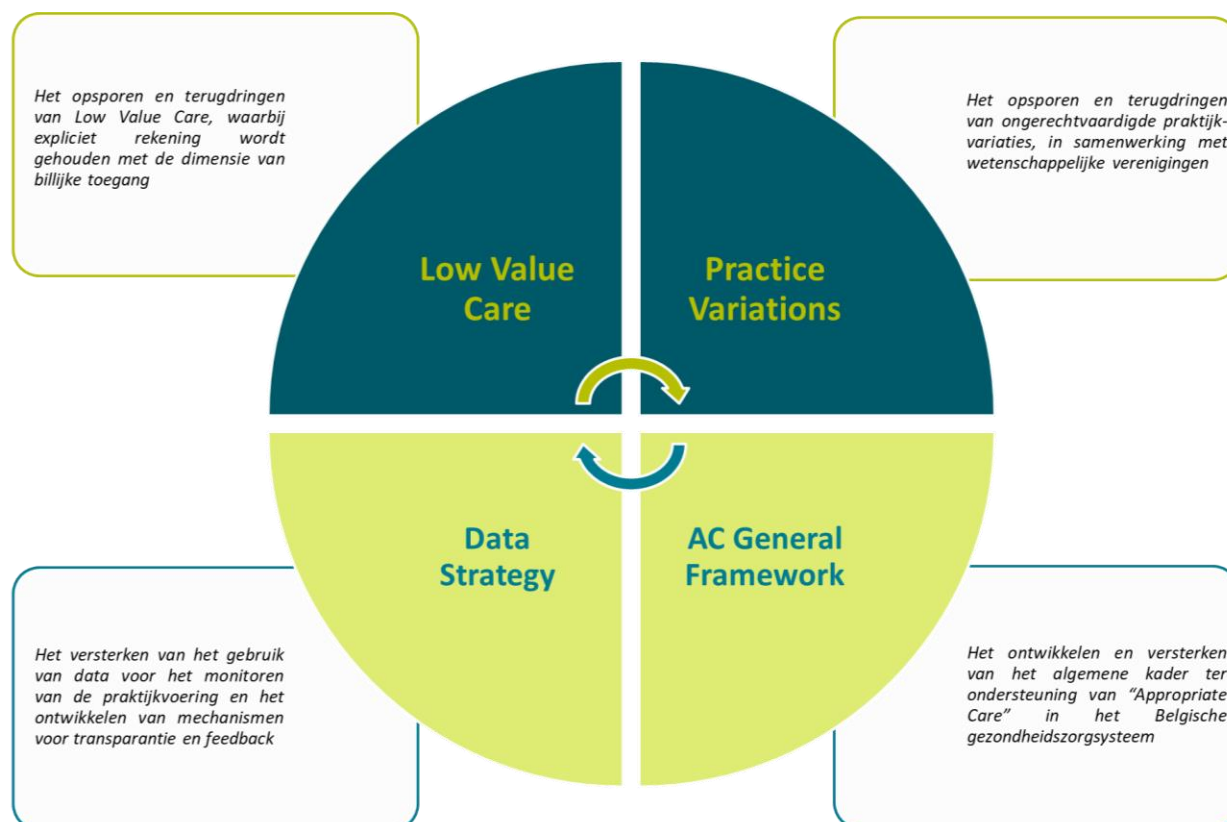 Het opsporen en terugdringen
van Low Value Care, waarbij
expliciet rekening wordt
gehouden met de dimensie van
billijke toegang
Het opsporen en terugdringen
van ongerechtvaardigde praktijk-
variaties, in samenwerking met
wetenschappelijke verenigingen
Low Value
Care
Practice
Variations
Data
Strategy
AC General
Framework
Het versterken van het gebruik
van data voor het monitoren
van de praktijkvoering en het
ontwikkelen van mechanismen
voor transparantie en feedback
Het ontwikkelen en versterken
van het algemene kader ter
ondersteuning van “Appropriate
Care” in het Belgische
gezondheidszorgsysteem